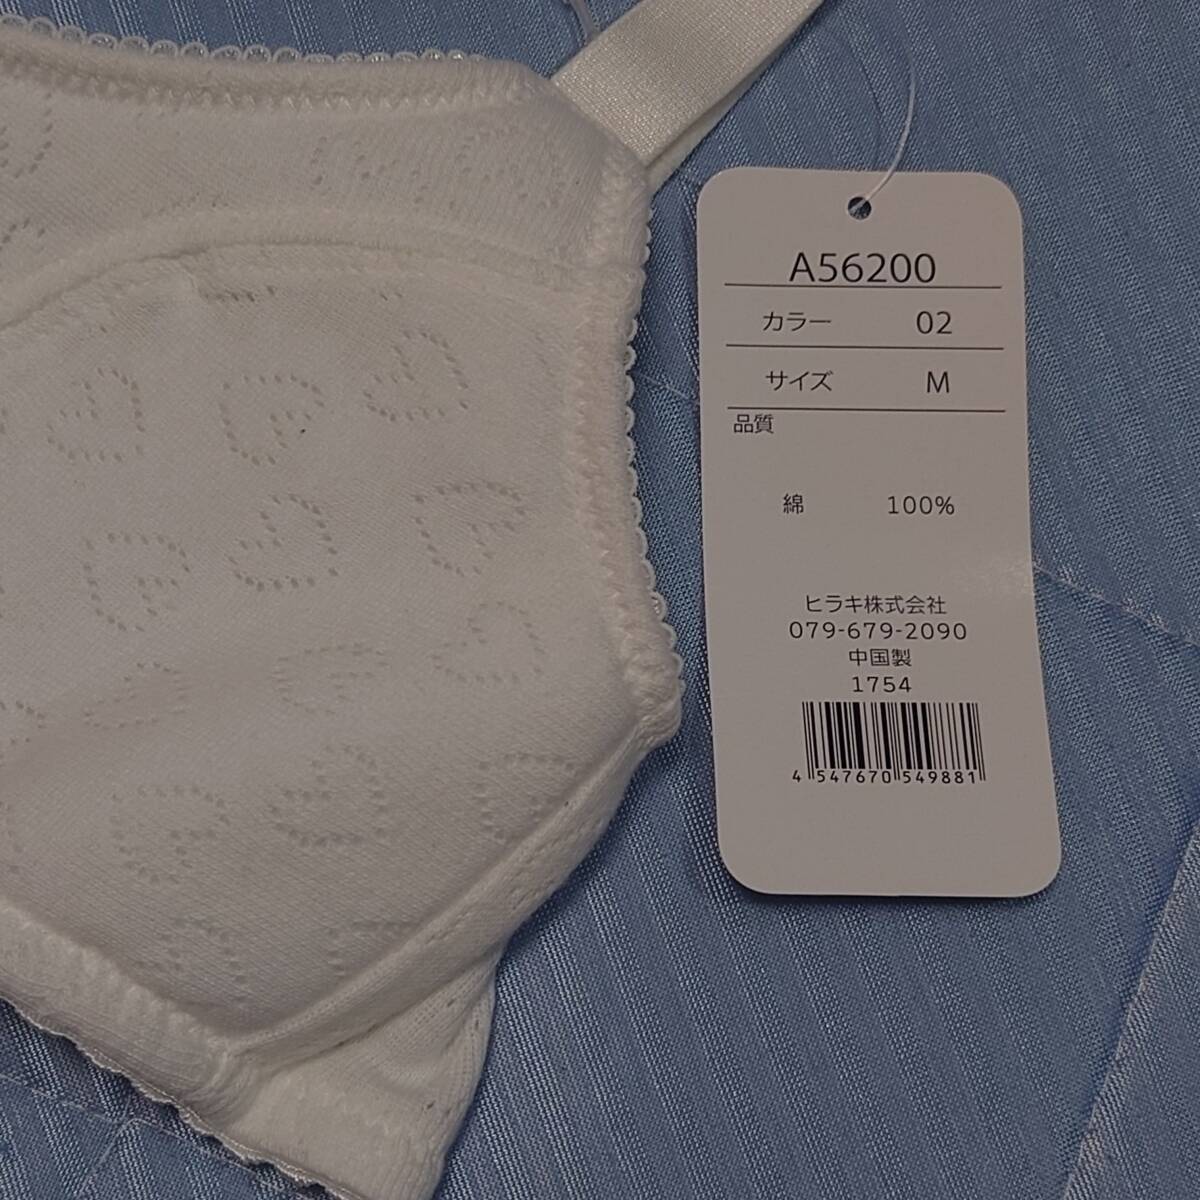 A56200
カラー 02
サイズ M
品質
綿 100%
ヒラキ株式会社
079-679-2090
中国製
1754
4 547670 549881